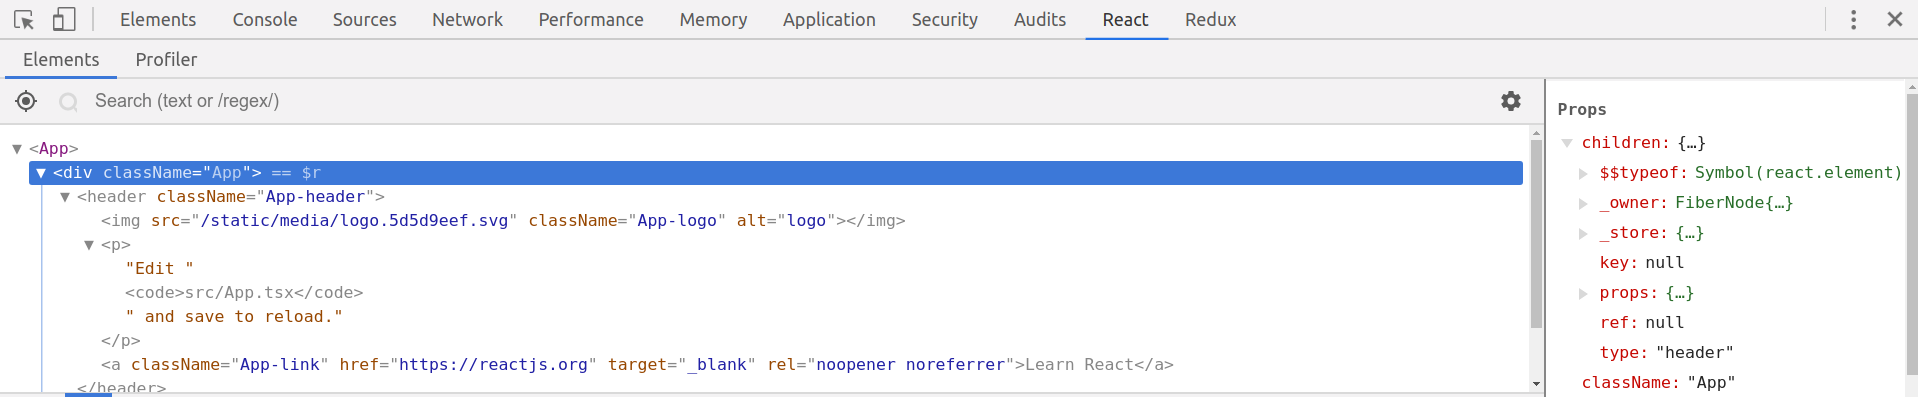 Elements Console Sources Network Performance Memory Application Security Audits React Redux
Elements Profiler
Search (text or /regex/)
<App>
<div className="App"> == $r
<header className="App-header">
<img src="/static/media/logo.5d5d9eef.svg" className="App-logo" alt="logo"></img>
<p>
"Edit "
<code>src/App.tsx</code>
" and save to reload."
</p>
<a className="App-link" href="https://reactjs.org" target="_blank" rel="noopener noreferrer">Learn React</a>
</header>
Props
children: {…}
$$typeof: Symbol(react.element)
_owner: FiberNode{…}
_store: {…}
key: null
props: {…}
ref: null
type: "header"
className: "App"